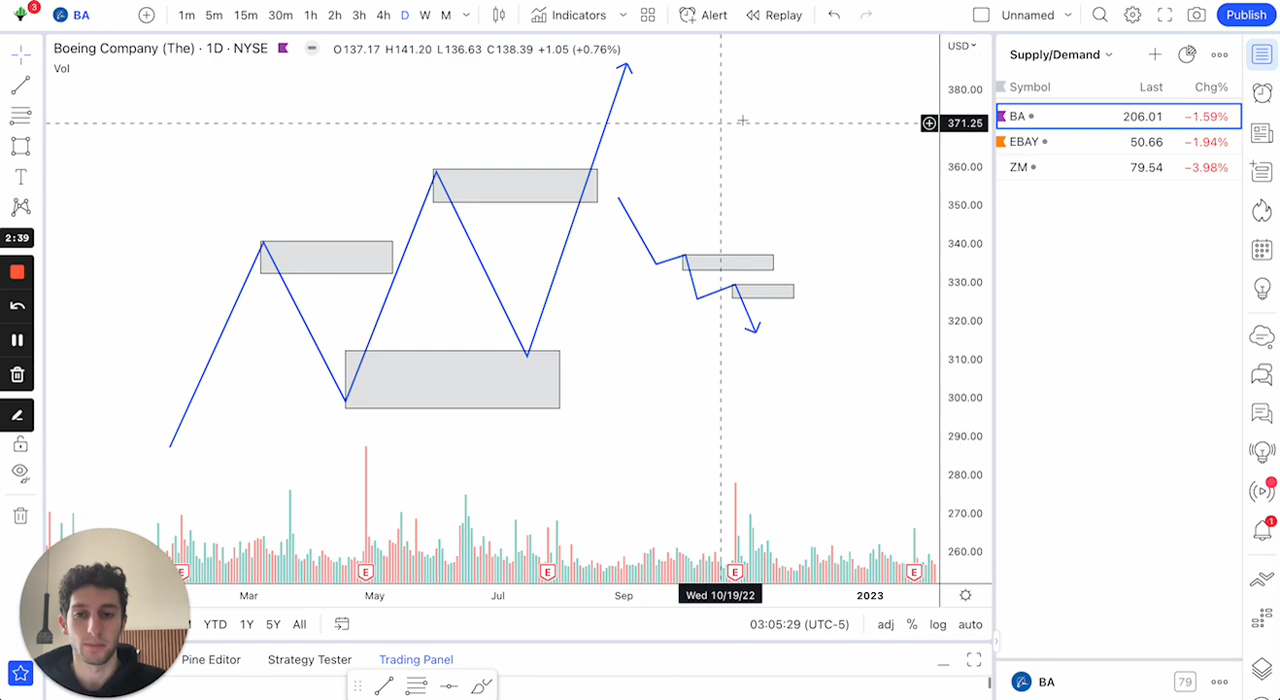 3 BA 1m 5m 15m 30m 1h 2h 3h 4h D W M Indicators Alert Replay Unnamed Publish
Boeing Company (The) · 1D · NYSE O137.17 H141.20 L136.63 C138.39 +1.05 (+0.76%)
Vol
USD
380.00
371.25
360.00
350.00
340.00
330.00
320.00
310.00
300.00
290.00
280.00
270.00
260.00
Supply/Demand
Symbol Last Chg%
BA 206.01 −1.59%
EBAY 50.66 −1.94%
ZM 79.54 −3.98%
T
2:39
E E E E E
1
Mar May Jul Sep Wed 10/19/22 2023
YTD 1Y 5Y All 03:05:29 (UTC-5) adj % log auto
Pine Editor Strategy Tester Trading Panel
BA 79